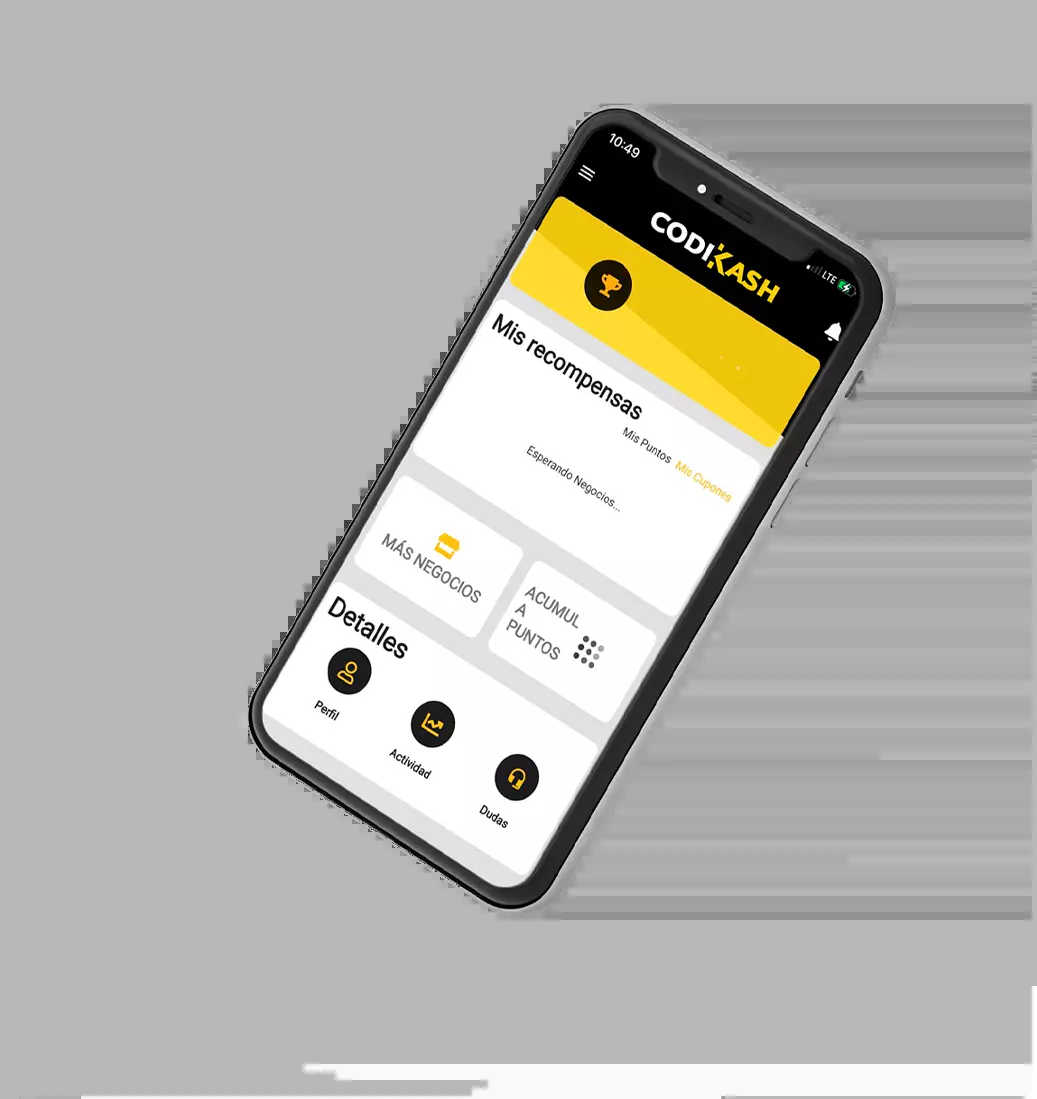 10:49
LTE
CODIKASH
Mis recompensas
Mis Puntos Mis Cupones
Esperando Negocios...
MÁS NEGOCIOS
ACUMUL
A
PUNTOS
Detalles
Perfil
Actividad
Dudas